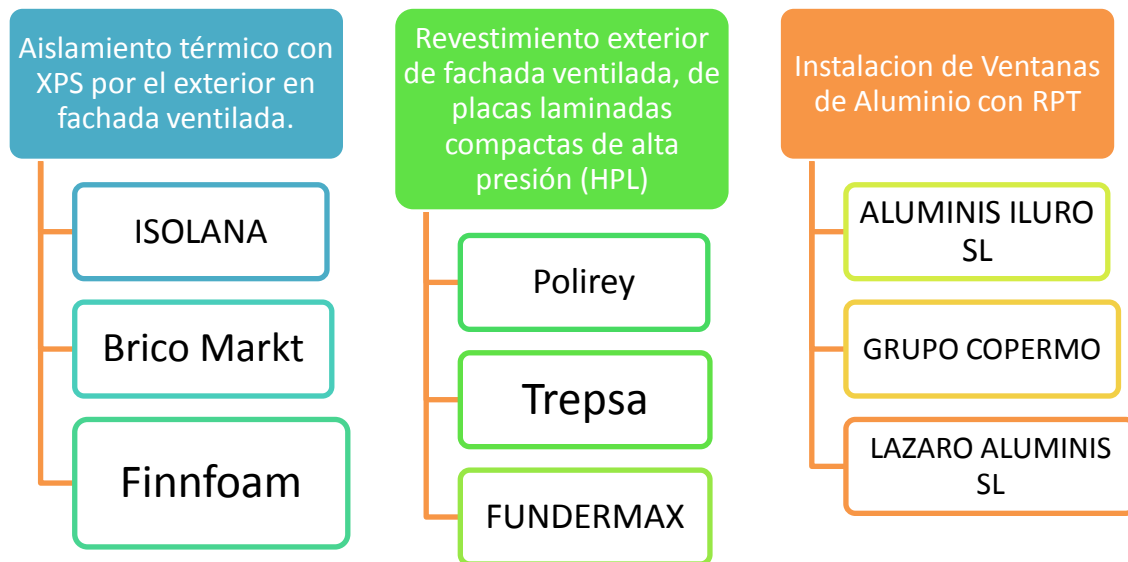 Aislamiento térmico con
XPS por el exterior en
fachada ventilada.
ISOLANA
Brico Markt
Finnfoam
Revestimiento exterior
de fachada ventilada, de
placas laminadas
compactas de alta
presión (HPL)
Polirey
Trepsa
FUNDERMAX
Instalacion de Ventanas
de Aluminio con RPT
ALUMINIS ILURO
SL
GRUPO COPERMO
LAZARO ALUMINIS
SL